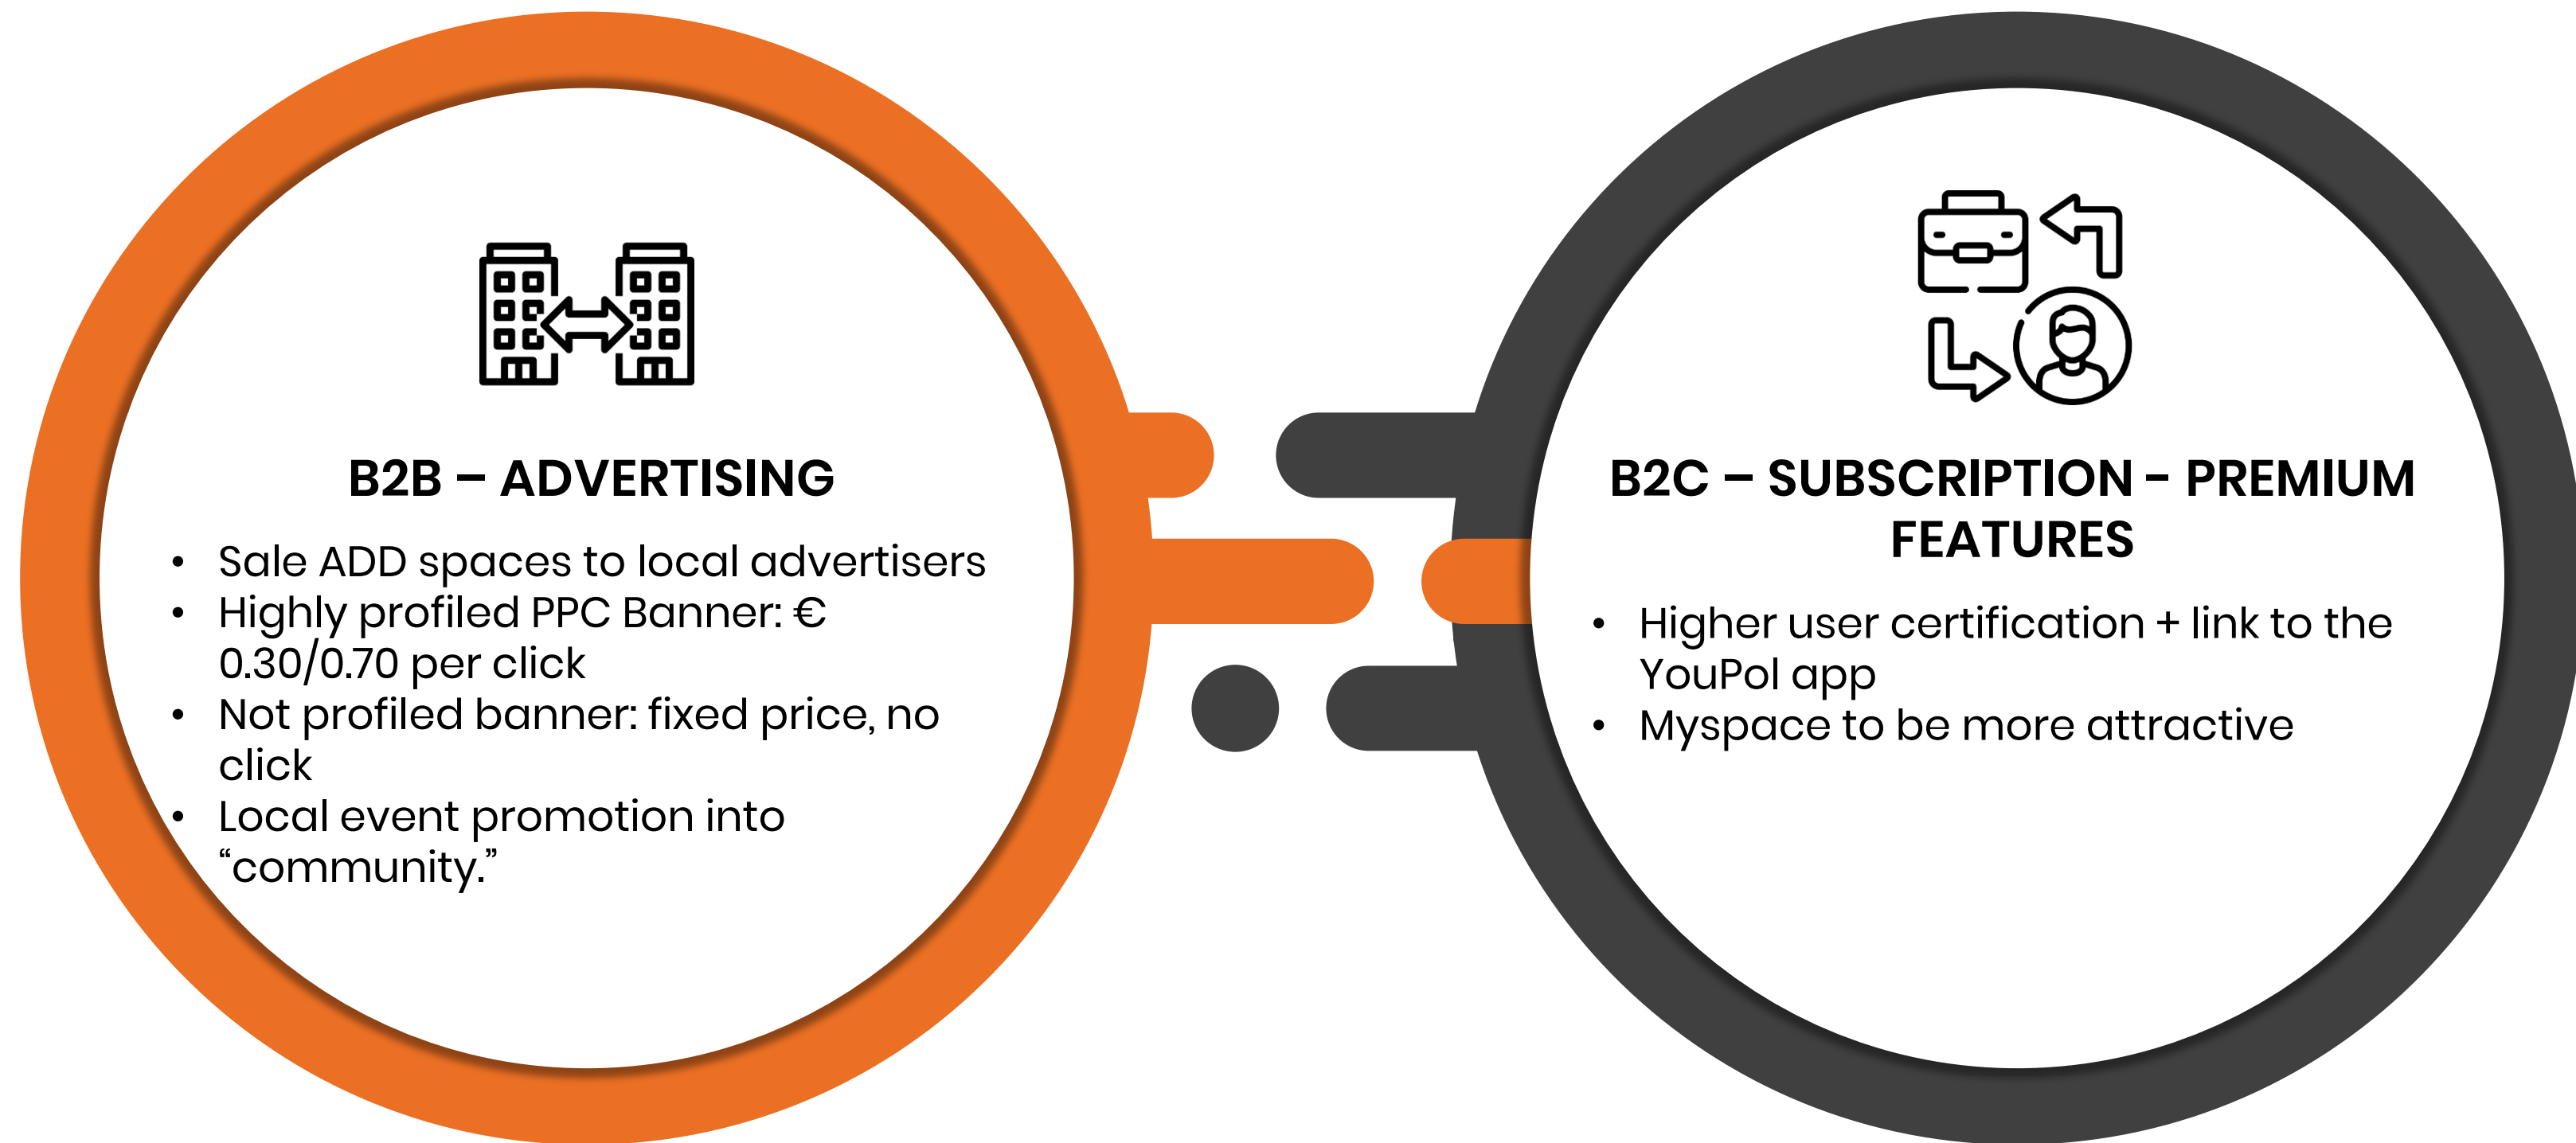 B2B – ADVERTISING
• Sale ADD spaces to local advertisers
• Highly profiled PPC Banner: €
0.30/0.70 per click
• Not profiled banner: fixed price, no
click
• Local event promotion into
“community.”
B2C – SUBSCRIPTION - PREMIUM
FEATURES
• Higher user certification + link to the
YouPol app
• Myspace to be more attractive